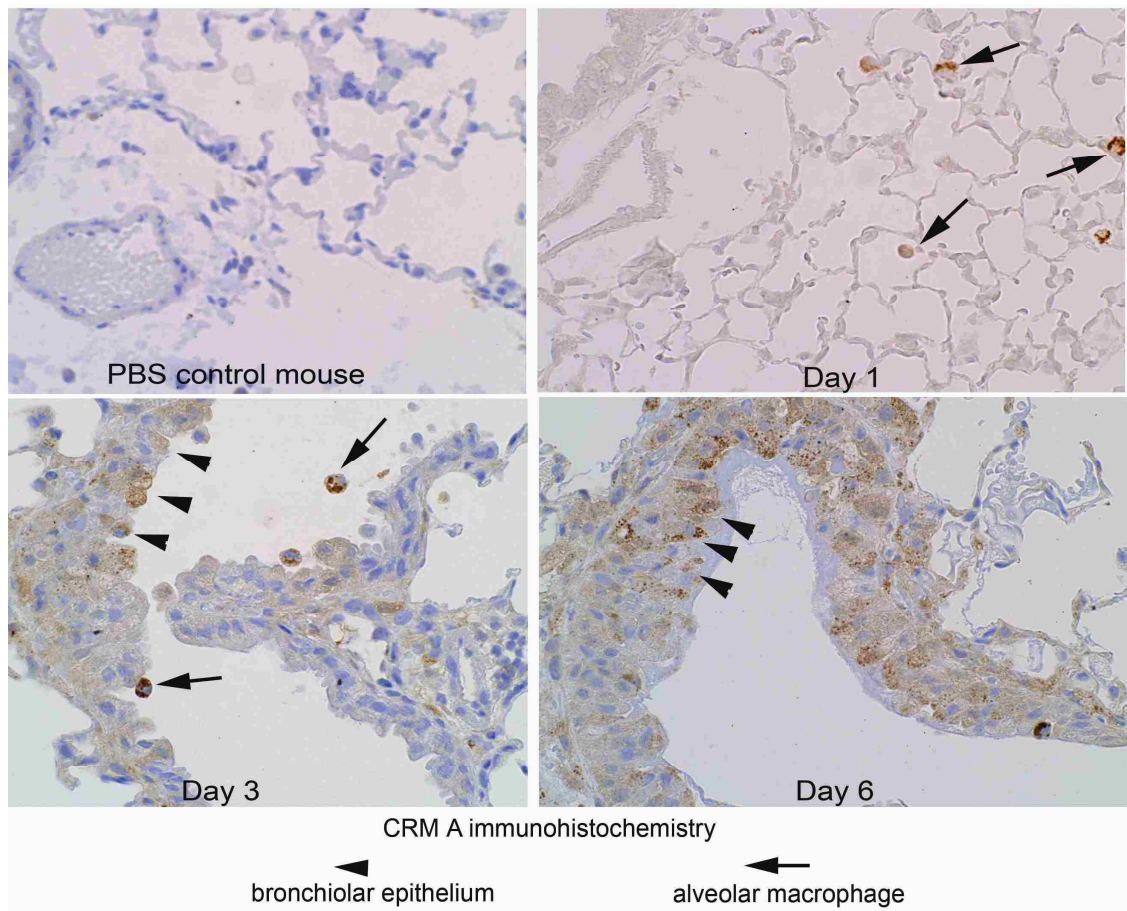 PBS control mouse
Day 1
Day 3
Day 6
CRM A immunohistochemistry
bronchiolar epithelium
alveolar macrophage